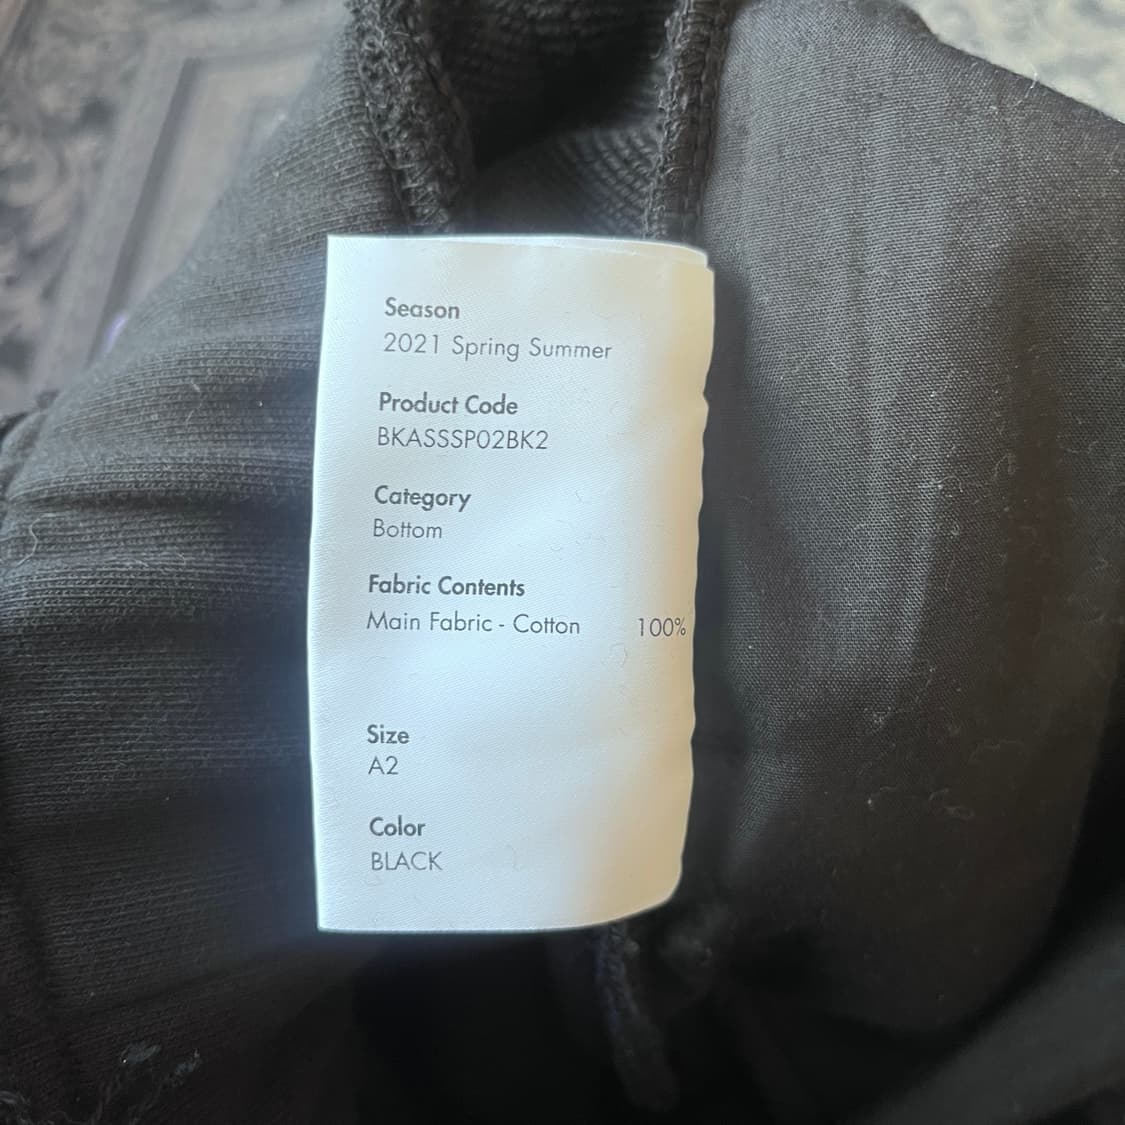 Season
2021 Spring Summer
Product Code
BKASSSP02BK2
Category
Bottom
Fabric Contents
Main Fabric - Cotton 100%
Size
A2
Color
BLACK